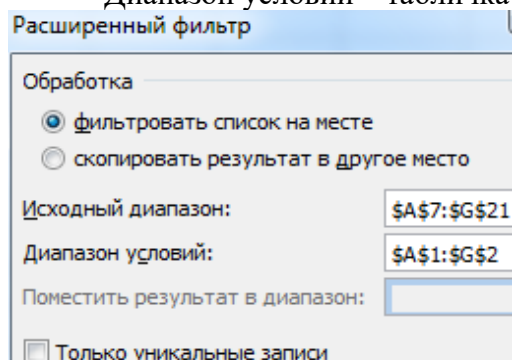 Диапазон условий – табличка
Расширенный фильтр
Обработка
фильтровать список на месте
скопировать результат в другое место
Исходный диапазон: $A$7:$G$21
Диапазон условий: $A$1:$G$2
Поместить результат в диапазон:
Только уникальные записи